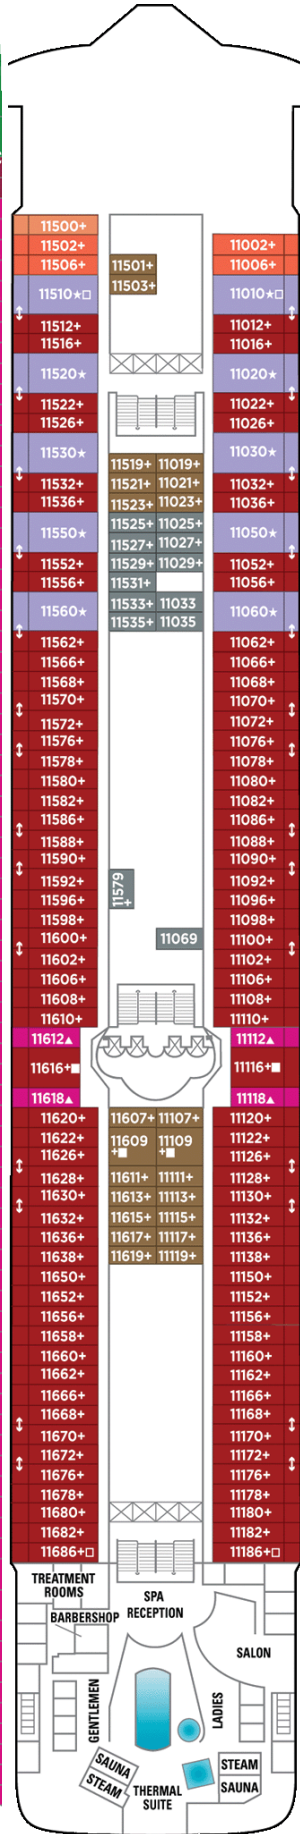 11500+
11502+ 11002+
11506+ 11501+ 11006+
11503+
11510★□ 11010★□
11512+ 11012+
11516+ 11016+
11520★ 11020★
11522+ 11022+
11526+ 11026+
11530★ 11030★
11519+ 11019+
11532+ 11521+ 11021+ 11032+
11536+ 11523+ 11023+ 11036+
11550★ 11525+ 11025+ 11050★
11527+ 11027+
11552+ 11529+ 11029+ 11052+
11556+ 11531+ 11056+
11560★ 11533+ 11033 11060★
11535+ 11035
11562+ 11062+
11566+ 11066+
11568+ 11068+
11570+ 11070+
11572+ 11072+
11576+ 11076+
11578+ 11078+
11580+ 11080+
11582+ 11082+
11586+ 11086+
11588+ 11088+
11590+ 11090+
11592+ 11579+ 11092+
11596+ 11096+
11598+ 11098+
11600+ 11069 11100+
11602+ 11102+
11606+ 11106+
11608+ 11108+
11610+ 11110+
11612▲ 11112▲
11616+■ 11116+■
11618▲ 11118▲
11620+ 11607+ 11107+ 11120+
11622+ 11609+■ 11109+■ 11122+
11626+ 11126+
11628+ 11611+ 11111+ 11128+
11630+ 11613+ 11113+ 11130+
11632+ 11615+ 11115+ 11132+
11636+ 11617+ 11117+ 11136+
11638+ 11619+ 11119+ 11138+
11650+ 11150+
11652+ 11152+
11656+ 11156+
11658+ 11158+
11660+ 11160+
11662+ 11162+
11666+ 11166+
11668+ 11168+
11670+ 11170+
11672+ 11172+
11676+ 11176+
11678+ 11178+
11680+ 11180+
11682+ 11182+
11686+□ 11186+□
TREATMENT
ROOMS
SPA
RECEPTION
BARBERSHOP
SALON
GENTLEMEN
LADIES
SAUNA
STEAM
THERMAL
SUITE
STEAM
SAUNA